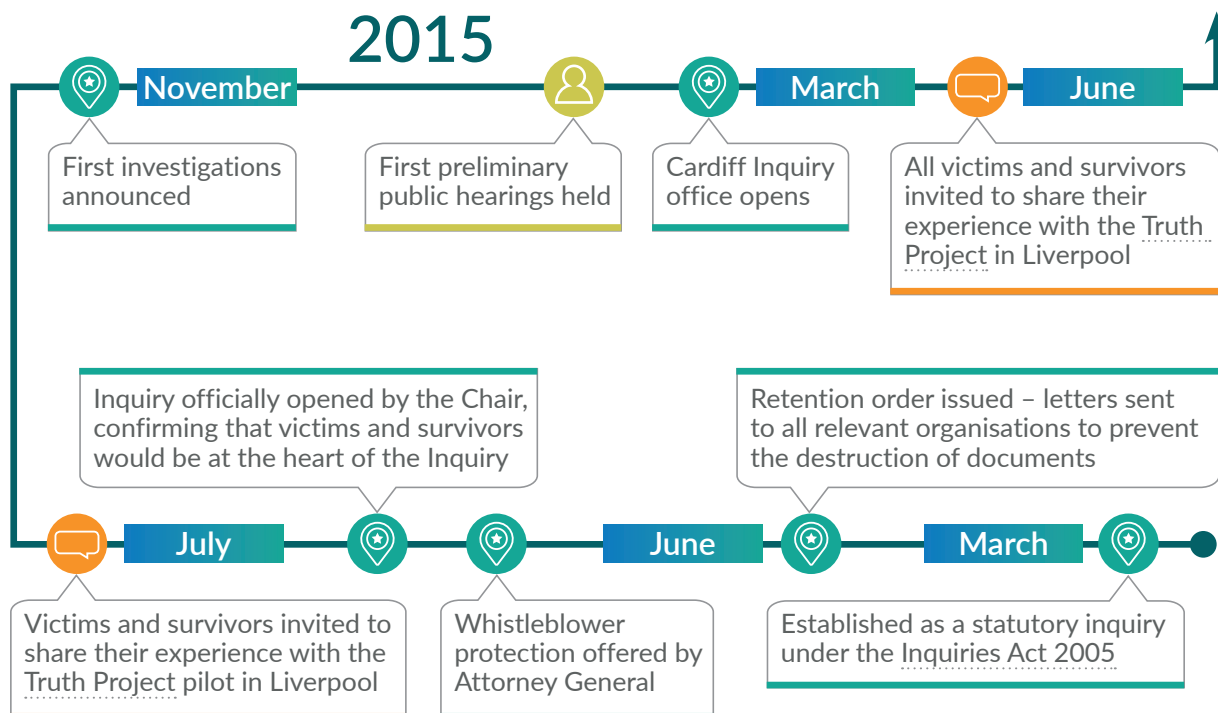 2015
November
March
June
First investigations
announced
First preliminary
public hearings held
Cardiff Inquiry
office opens
All victims and survivors
invited to share their
experience with the Truth
Project in Liverpool
Inquiry officially opened by the Chair,
confirming that victims and survivors
would be at the heart of the Inquiry
Retention order issued – letters sent
to all relevant organisations to prevent
the destruction of documents
July
June
March
Victims and survivors invited to
share their experience with the
Truth Project pilot in Liverpool
Whistleblower
protection offered by
Attorney General
Established as a statutory inquiry
under the Inquiries Act 2005